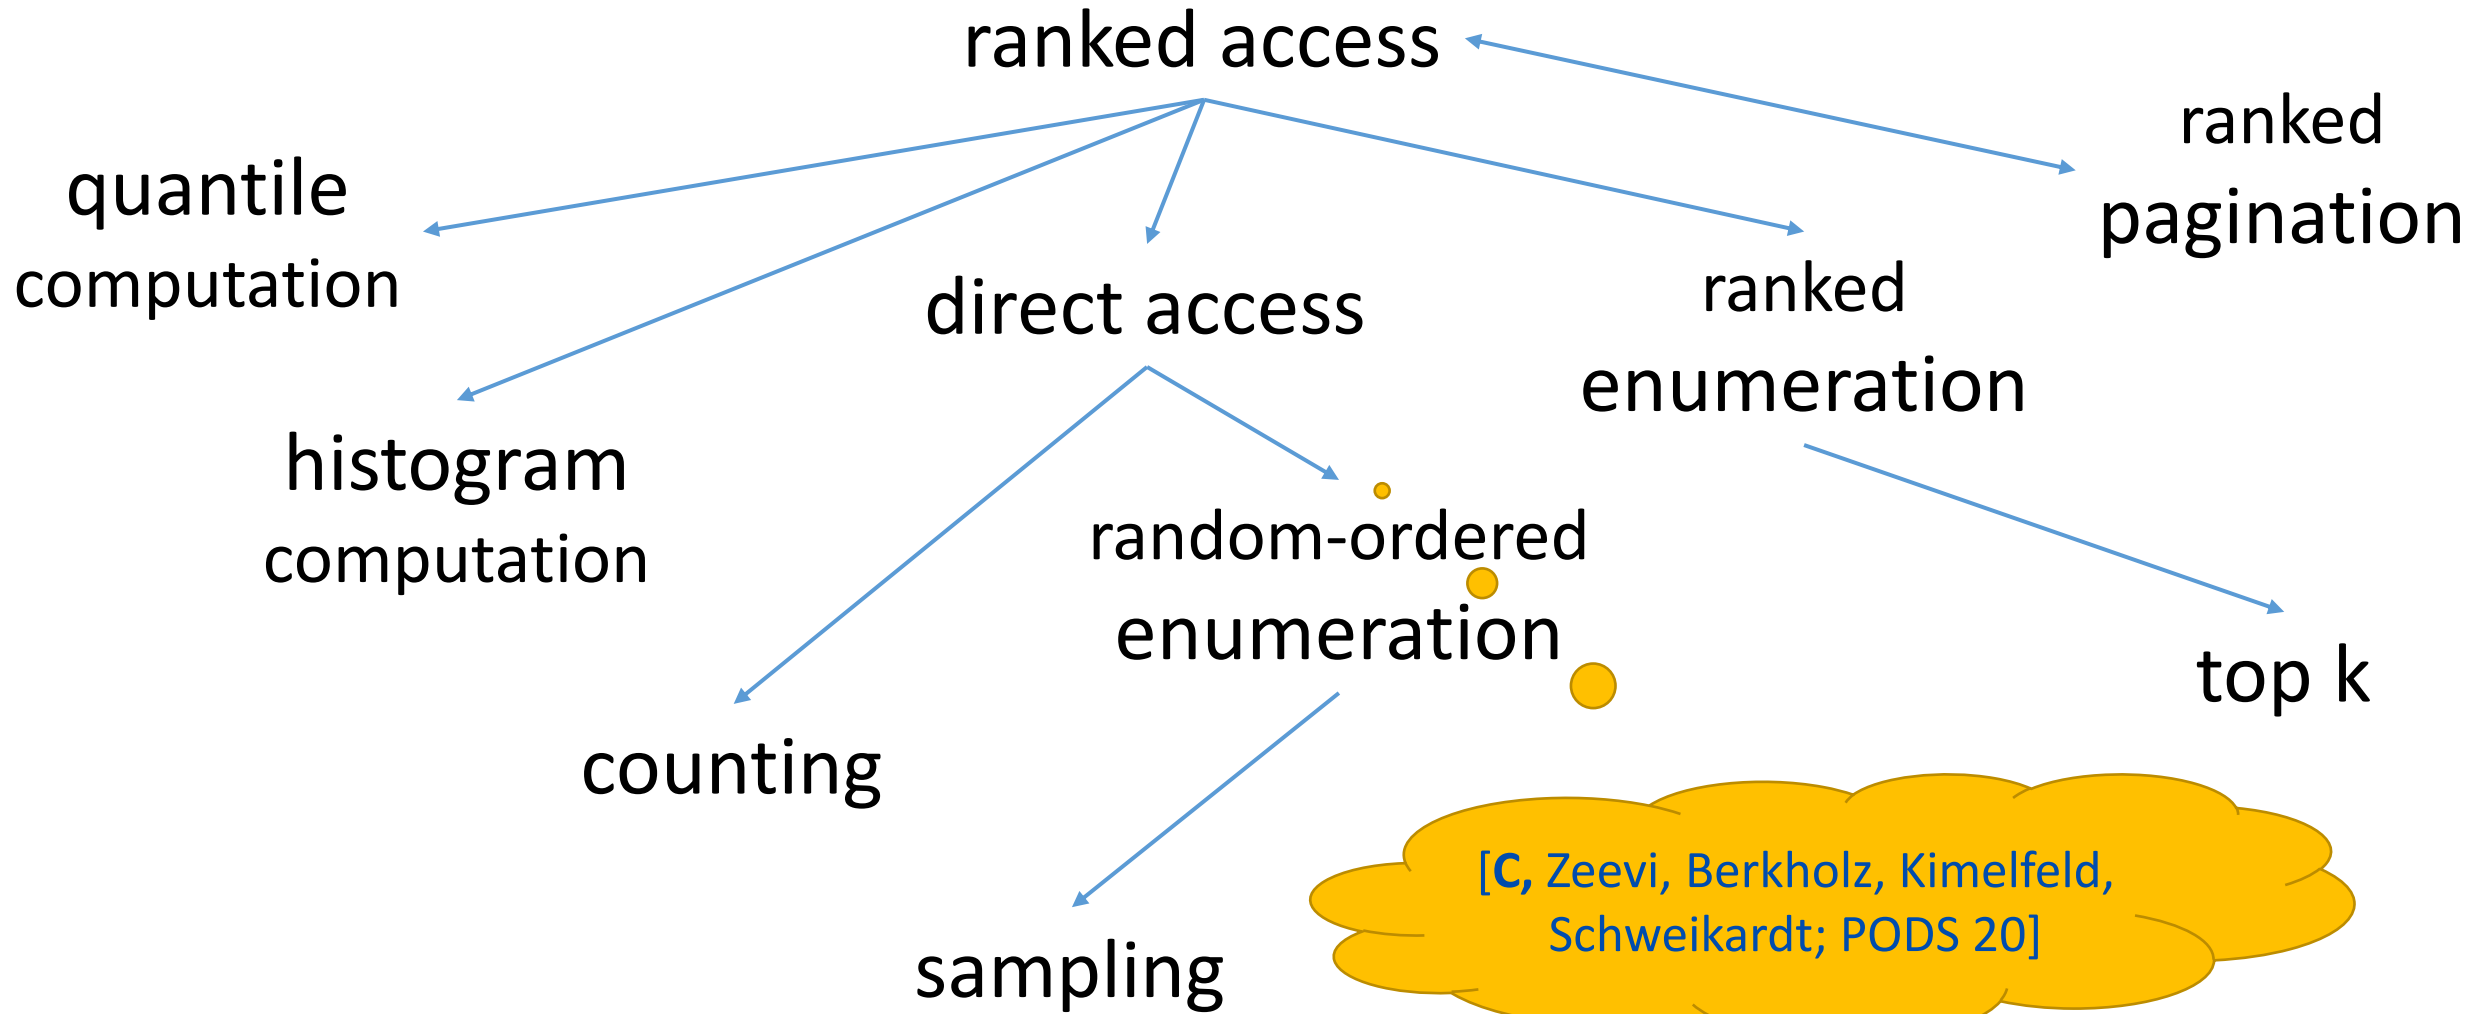 ranked access
ranked
pagination
quantile
computation
direct access
ranked
enumeration
histogram
computation
random-ordered
enumeration
counting
top k
sampling
[C, Zeevi, Berkholz, Kimelfeld,
Schweikardt; PODS 20]